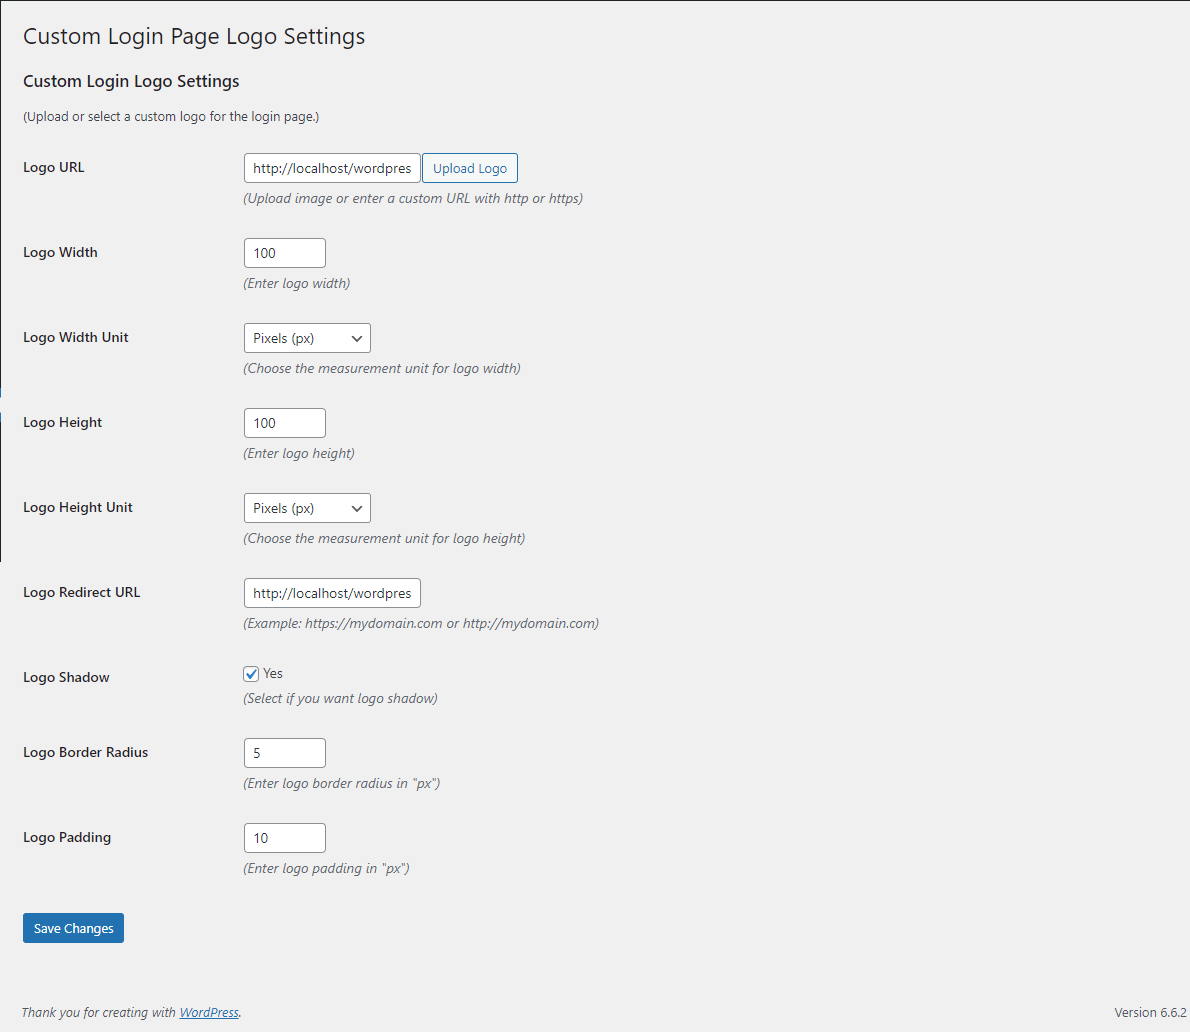 Custom Login Page Logo Settings
Custom Login Logo Settings
(Upload or select a custom logo for the login page.)
Logo URL
http://localhost/wordpres
Upload Logo
(Upload image or enter a custom URL with http or https)
Logo Width
100
(Enter logo width)
Logo Width Unit
Pixels (px)
(Choose the measurement unit for logo width)
Logo Height
100
(Enter logo height)
Logo Height Unit
Pixels (px)
(Choose the measurement unit for logo height)
Logo Redirect URL
http://localhost/wordpres
(Example: https://mydomain.com or http://mydomain.com)
Logo Shadow
Yes
(Select if you want logo shadow)
Logo Border Radius
5
(Enter logo border radius in "px")
Logo Padding
10
(Enter logo padding in "px")
Save Changes
Thank you for creating with WordPress.
Version 6.6.2